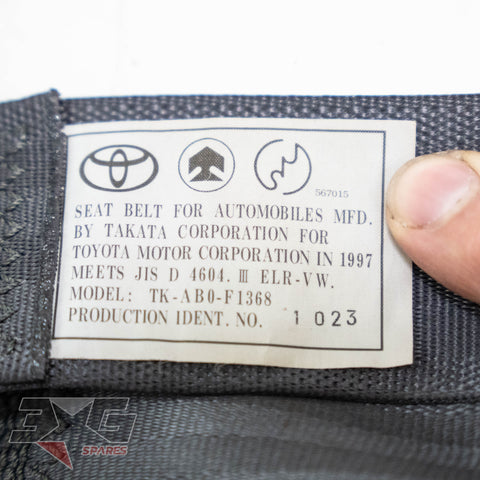 567015
SEAT BELT FOR AUTOMOBILES MFD.
BY TAKATA CORPORATION FOR
TOYOTA MOTOR CORPORATION IN 1997
MEETS JIS D 4604. Ⅲ ELR-VW.
MODEL: TK-AB0-F1368
PRODUCTION IDENT. NO. 1 023
3XG
SPARES